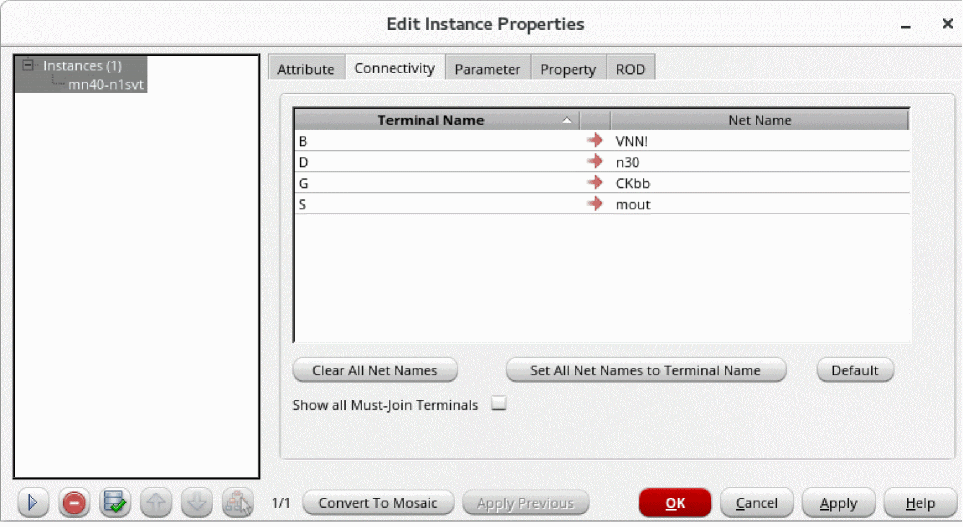 Edit Instance Properties
Instances (1)
mn40-n1svt
Attribute Connectivity Parameter Property ROD
Terminal Name Net Name
B VNN!
D n30
G CKbb
S mout
Clear All Net Names Set All Net Names to Terminal Name Default
Show all Must-Join Terminals
1/1 Convert To Mosaic Apply Previous OK Cancel Apply Help